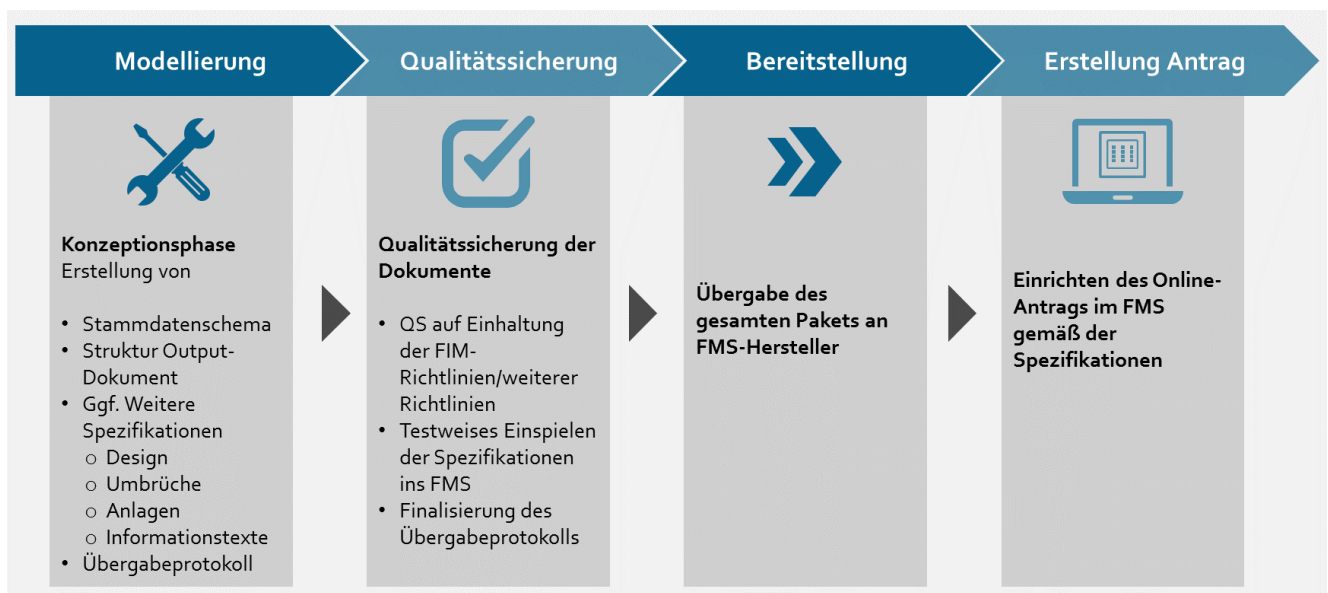 Modellierung
Qualitätssicherung
Bereitstellung
Erstellung Antrag
Konzeptionsphase
Erstellung von
• Stammdatenschema
• Struktur Output-
Dokument
• Ggf. Weitere
Spezifikationen
o Design
o Umbrüche
o Anlagen
o Informationstexte
• Übergabeprotokoll
Qualitätssicherung der
Dokumente
• QS auf Einhaltung
der FIM-
Richtlinien/weiterer
Richtlinien
• Testweises Einspielen
der Spezifikationen
ins FMS
• Finalisierung des
Übergabeprotokolls
Übergabe des
gesamten Pakets an
FMS-Hersteller
Einrichten des Online-
Antrags im FMS
gemäß der
Spezifikationen